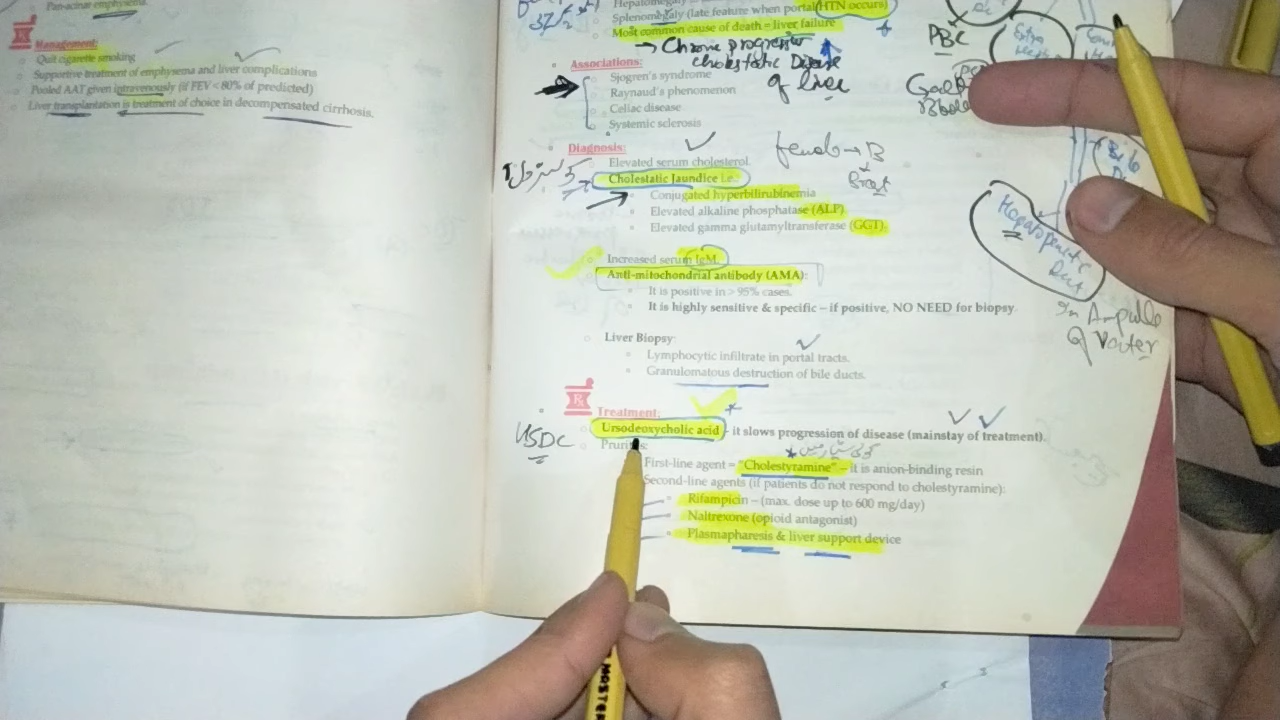 Pan-acinar emphysema.
Management:
Quit cigarette smoking
Supportive treatment of emphysema and liver complications
Pooled AAT given intravenously (if FEV < 80% of predicted)
Liver transplantation is treatment of choice in decompensated cirrhosis.
Splenomegaly (late feature when portal HTN occurs)
Most common cause of death = liver failure
→ Chronic progressive
cholestatic Disease
of liver
Associations:
Sjogren's syndrome
Raynaud's phenomenon
Celiac disease
Systemic sclerosis
Diagnosis:
Elevated serum cholesterol
Cholestatic Jaundice i.e.
Conjugated hyperbilirubinemia
Elevated alkaline phosphatase (ALP)
Elevated gamma glutamyltransferase (GGT).
Increased serum IgM.
Anti-mitochondrial antibody (AMA):
It is positive in > 95% cases.
It is highly sensitive & specific – if positive, NO NEED for biopsy
Liver Biopsy:
Lymphocytic infiltrate in portal tracts.
Granulomatous destruction of bile ducts.
Rx
Treatment:
Ursodeoxycholic acid - it slows progression of disease (mainstay of treatment).
USDC
First-line agent = "Cholestyramine" – it is anion-binding resin
Second-line agents (if patients do not respond to cholestyramine):
Rifampicin – (max. dose up to 600 mg/day)
Naltrexone (opioid antagonist)
Plasmapharesis & liver support device
PBC
In Ampulla
of Vater
MASTER